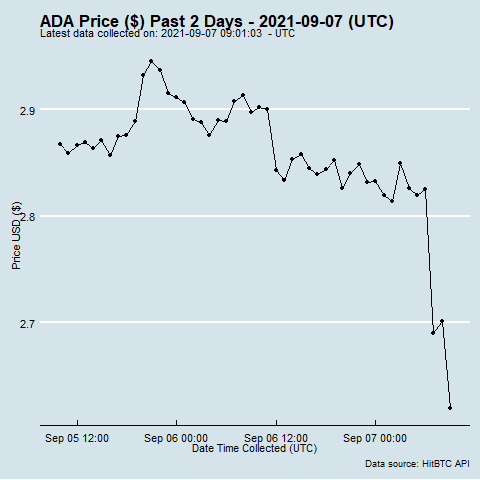 ADA Price ($) Past 2 Days - 2021-09-07 (UTC)
Latest data collected on: 2021-09-07 09:01:03  - UTC
2.9
2.8
2.7
Price USD ($)
Sep 05 12:00 Sep 06 00:00 Sep 06 12:00 Sep 07 00:00
Date Time Collected (UTC)
Data source: HitBTC API